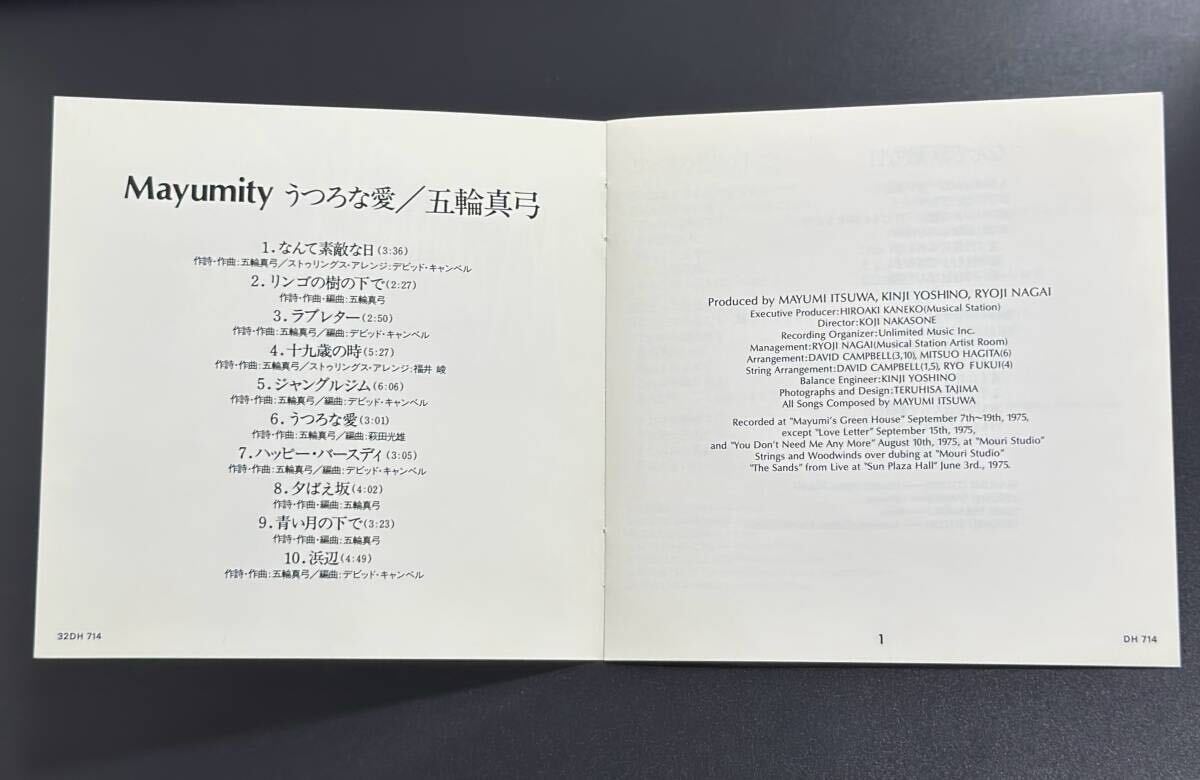 Mayumity うつろな愛／五輪真弓
1.なんて素敵な日(3:36)
作詩・作曲:五輪真弓／ストゥリングス・アレンジ:デビッド・キャンベル
2.リンゴの樹の下で(2:27)
作詩・作曲・編曲:五輪真弓
3.ラブレター(2:50)
作詩・作曲:五輪真弓／編曲:デビッド・キャンベル
4.十九歳の時(5:27)
作詩・作曲:五輪真弓／ストゥリングス・アレンジ:福井 崚
5.ジャングルジム(6:06)
作詩・作曲:五輪真弓／編曲:デビッド・キャンベル
6.うつろな愛(3:01)
作詩・作曲:五輪真弓／編曲:萩田光雄
7.ハッピー・バースディ(3:05)
作詩・作曲:五輪真弓／編曲:デビッド・キャンベル
8.夕ばえ坂(4:02)
作詩・作曲・編曲:五輪真弓
9.青い月の下で(3:23)
作詩・作曲・編曲:五輪真弓
10.浜辺(4:49)
作詩・作曲:五輪真弓／編曲:デビッド・キャンベル
32DH 714
Produced by MAYUMI ITSUWA, KINJI YOSHINO, RYOJI NAGAI
Executive Producer:HIROAKI KANEKO(Musical Station)
Director:KOJI NAKASONE
Recording Organizer:Unlimited Music Inc.
Management:RYOJI NAGAI(Musical Station Artist Room)
Arrangement:DAVID CAMPBELL(3,10), MITSUO HAGITA(6)
String Arrangement:DAVID CAMPBELL(1,5), RYO FUKUI(4)
Balance Engineer:KINJI YOSHINO
Photographs and Design:TERUHISA TAJIMA
All Songs Composed by MAYUMI ITSUWA
Recorded at "Mayumi's Green House" September 7th~19th, 1975,
except "Love Letter" September 15th, 1975,
and "You Don't Need Me Any More" August 10th, 1975, at "Mouri Studio"
Strings and Woodwinds over dubing at "Mouri Studio"
"The Sands" from Live at "Sun Plaza Hall" June 3rd., 1975.
1
DH 714